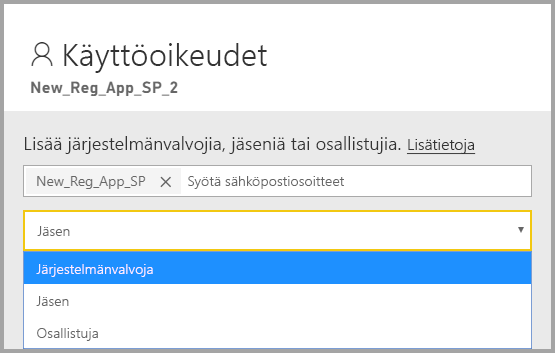 Käyttöoikeudet
New_Reg_App_SP_2
Lisää järjestelmänvalvojia, jäseniä tai osallistujia. Lisätietoja
New_Reg_App_SP Syötä sähköpostiosoitteet
Jäsen
Järjestelmänvalvoja
Jäsen
Osallistuja